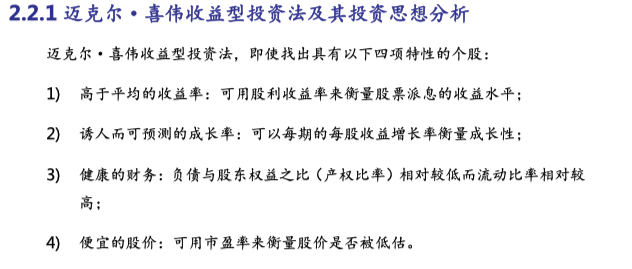 2.2.1 迈克尔·喜伟收益型投资法及其投资思想分析
迈克尔·喜伟收益型投资法，即使找出具有以下四项特性的个股：
1) 高于平均的收益率：可用股利收益率来衡量股票派息的收益水平；
2) 诱人而可预测的成长率：可以每期的每股收益增长率衡量成长性；
3) 健康的财务：负债与股东权益之比（产权比率）相对较低而流动比率相对较
高；
4) 便宜的股价：可用市盈率来衡量股价是否被低估。